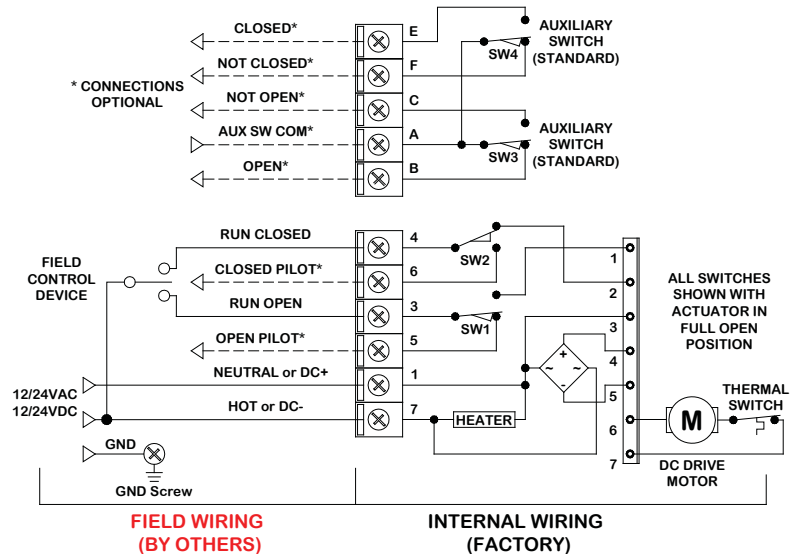 CLOSED*
NOT CLOSED*
* CONNECTIONS
OPTIONAL
NOT OPEN*
AUX SW COM*
OPEN*
E
F
C
A
B
SW4
AUXILIARY
SWITCH
(STANDARD)
SW3
AUXILIARY
SWITCH
(STANDARD)
FIELD
CONTROL
DEVICE
RUN CLOSED
CLOSED PILOT*
RUN OPEN
OPEN PILOT*
NEUTRAL or DC+
HOT or DC-
12/24VAC
12/24VDC
GND
GND Screw
4
6
3
5
1
7
SW2
SW1
HEATER
+
~ ~
-
1
2
3
4
5
6
7
ALL SWITCHES
SHOWN WITH
ACTUATOR IN
FULL OPEN
POSITION
THERMAL
SWITCH
M
DC DRIVE
MOTOR
FIELD WIRING
(BY OTHERS)
INTERNAL WIRING
(FACTORY)